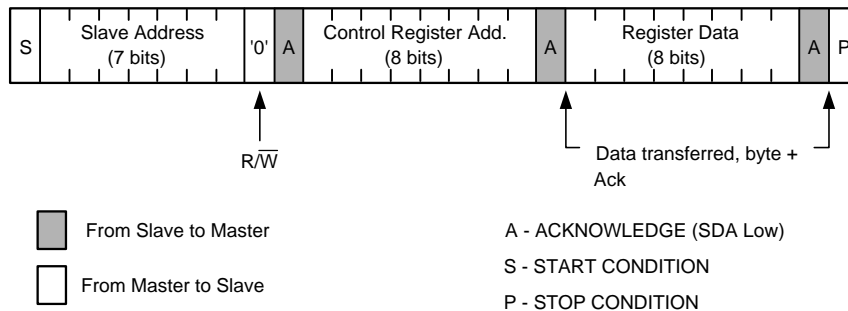 S Slave Address (7 bits) '0' A Control Register Add. (8 bits) A Register Data (8 bits) A P
R/W̅
Data transferred, byte +
Ack
From Slave to Master
From Master to Slave
A - ACKNOWLEDGE (SDA Low)
S - START CONDITION
P - STOP CONDITION